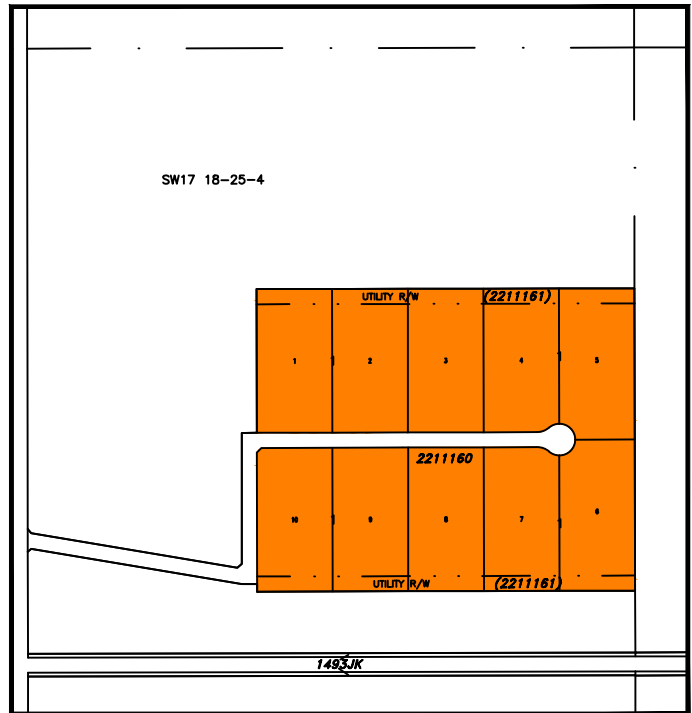 SW17 18-25-4
UTILITY R/W (2211161)
1 2 3 4 5
2211160
10 9 8 7 6
UTILITY R/W (2211161)
1493JK